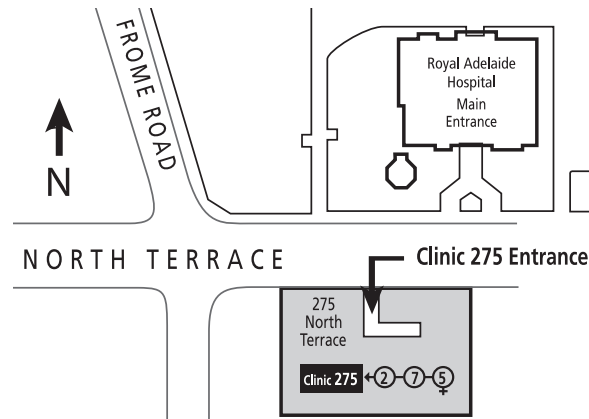 FROME ROAD
Royal Adelaide
Hospital
Main
Entrance
N
NORTH TERRACE
Clinic 275 Entrance
275
North
Terrace
Clinic 275
2 7 5